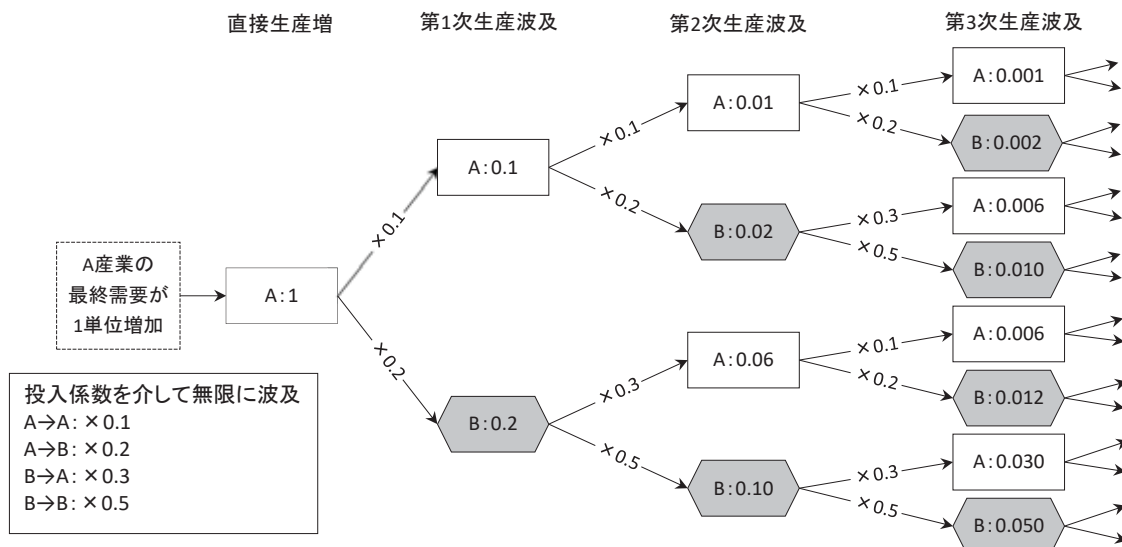 直接生産増
第1次生産波及
第2次生産波及
第3次生産波及
A産業の
最終需要が
1単位増加
A:1
×0.1
×0.2
A:0.1
B:0.2
×0.1
×0.2
×0.3
×0.5
A:0.01
B:0.02
A:0.06
B:0.10
×0.1
×0.2
×0.3
×0.5
×0.1
×0.2
×0.3
×0.5
A:0.001
B:0.002
A:0.006
B:0.010
A:0.006
B:0.012
A:0.030
B:0.050
投入係数を介して無限に波及
A→A: ×0.1
A→B: ×0.2
B→A: ×0.3
B→B: ×0.5